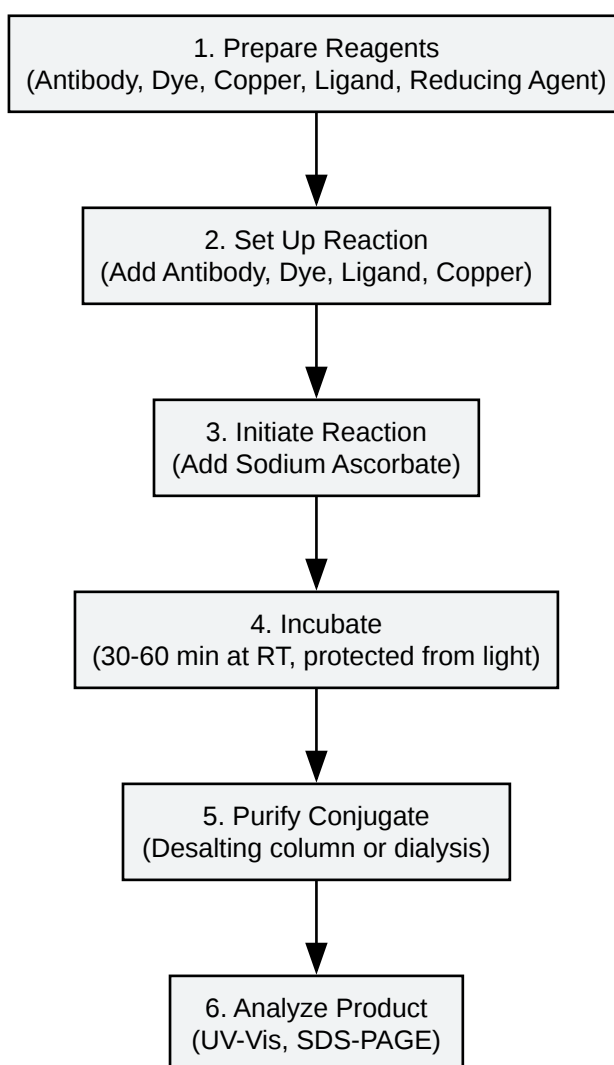 1. Prepare Reagents
(Antibody, Dye, Copper, Ligand, Reducing Agent)
2. Set Up Reaction
(Add Antibody, Dye, Ligand, Copper)
3. Initiate Reaction
(Add Sodium Ascorbate)
4. Incubate
(30-60 min at RT, protected from light)
5. Purify Conjugate
(Desalting column or dialysis)
6. Analyze Product
(UV-Vis, SDS-PAGE)